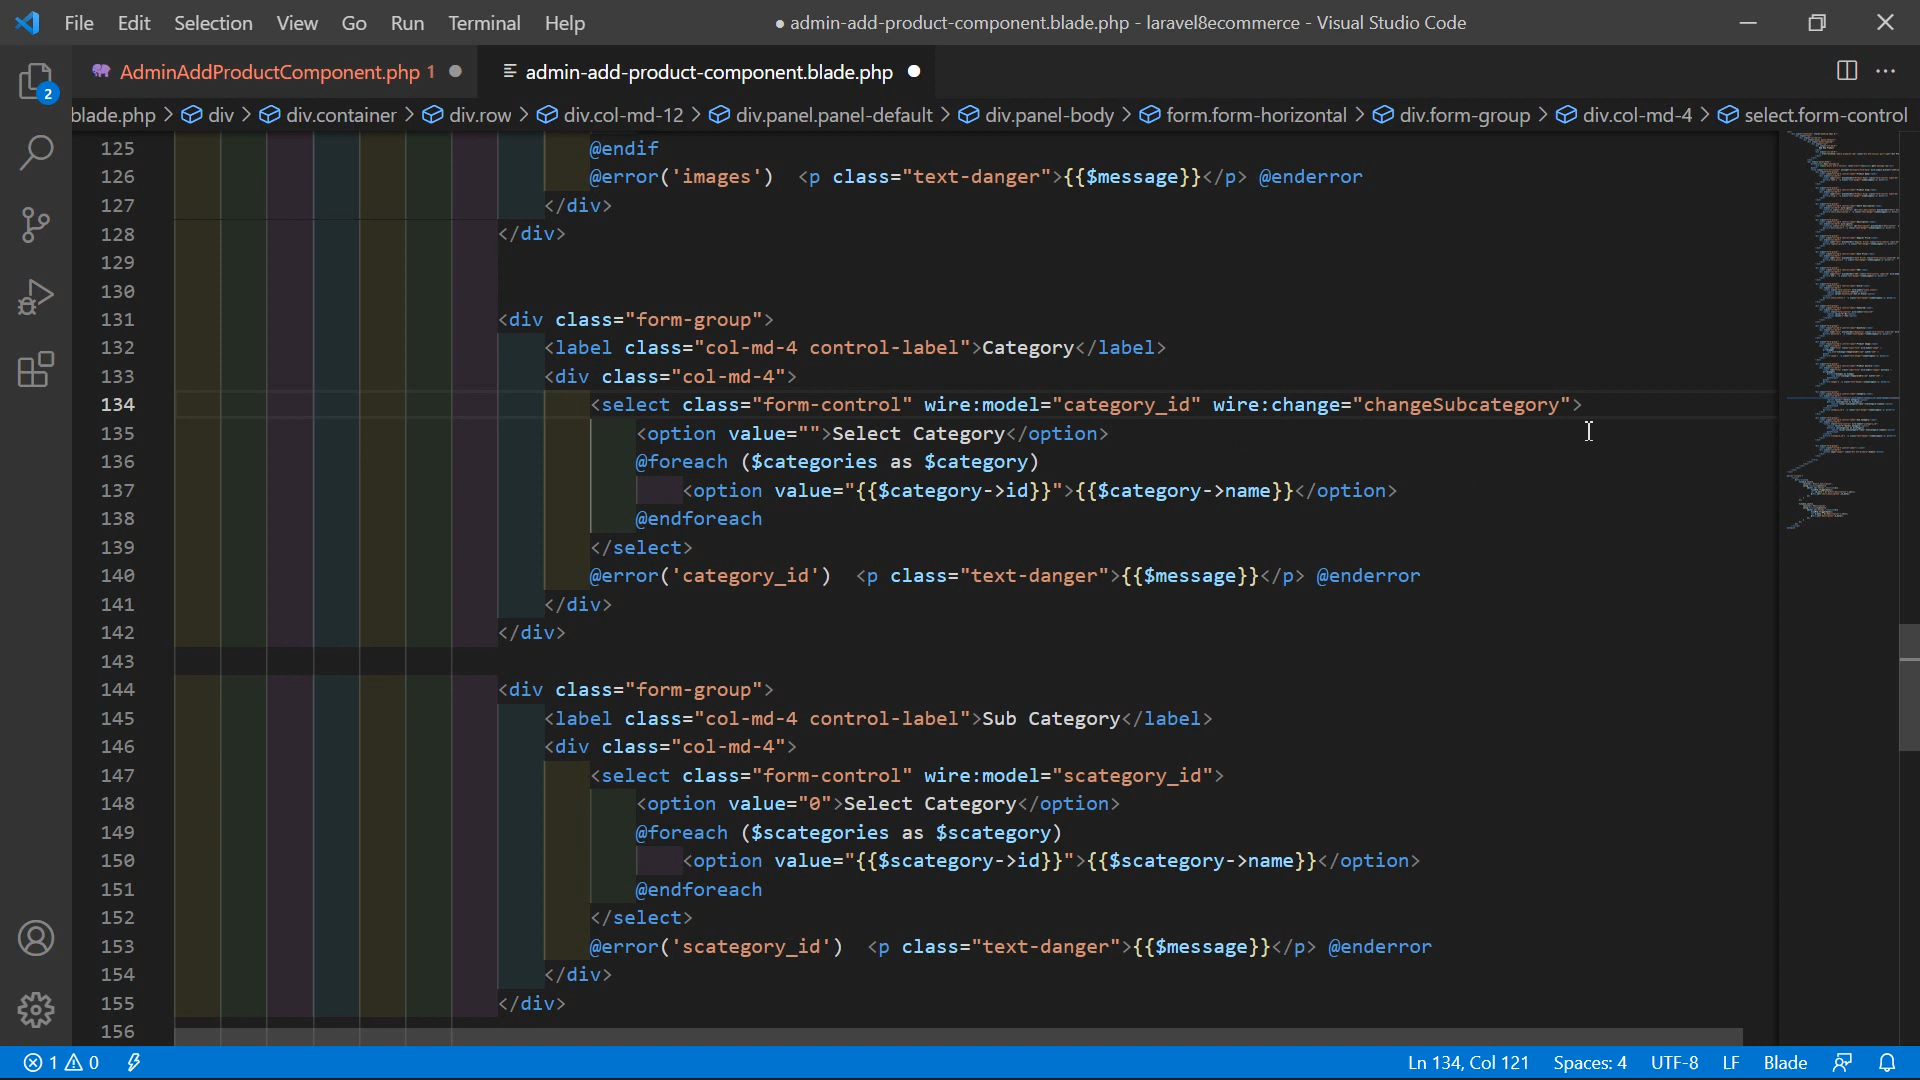 File Edit Selection View Go Run Terminal Help
● admin-add-product-component.blade.php - laravel8ecommerce - Visual Studio Code
2
AdminAddProductComponent.php 1 ●
admin-add-product-component.blade.php ●
blade.php > div > div.container > div.row > div.col-md-12 > div.panel.panel-default > div.panel-body > form.form-horizontal > div.form-group > div.col-md-4 > select.form-control
125 @endif
126 @error('images') <p class="text-danger">{{$message}}</p> @enderror
127 </div>
128 </div>
129
130
131 <div class="form-group">
132 <label class="col-md-4 control-label">Category</label>
133 <div class="col-md-4">
134 <select class="form-control" wire:model="category_id" wire:change="changeSubcategory">
135 <option value="">Select Category</option>
136 @foreach ($categories as $category)
137 <option value="{{$category->id}}">{{$category->name}}</option>
138 @endforeach
139 </select>
140 @error('category_id') <p class="text-danger">{{$message}}</p> @enderror
141 </div>
142 </div>
143
144 <div class="form-group">
145 <label class="col-md-4 control-label">Sub Category</label>
146 <div class="col-md-4">
147 <select class="form-control" wire:model="scategory_id">
148 <option value="0">Select Category</option>
149 @foreach ($scategories as $scategory)
150 <option value="{{$scategory->id}}">{{$scategory->name}}</option>
151 @endforeach
152 </select>
153 @error('scategory_id') <p class="text-danger">{{$message}}</p> @enderror
154 </div>
155 </div>
156
1 0
Ln 134, Col 121 Spaces: 4 UTF-8 LF Blade